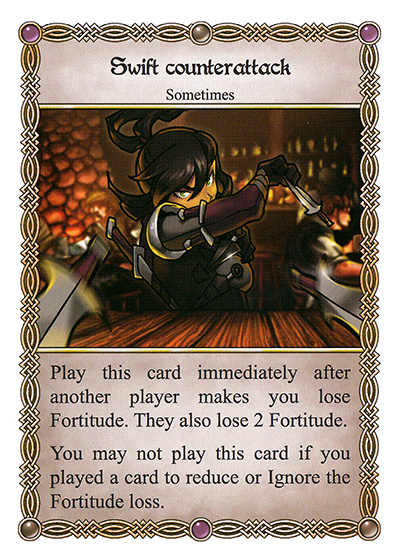 Swift counterattack
Sometimes
Play this card immediately after
another player makes you lose
Fortitude. They also lose 2 Fortitude.
You may not play this card if you
played a card to reduce or Ignore the
Fortitude loss.